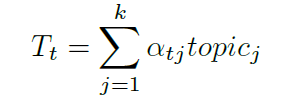 T_t = \sum_{j=1}^{k} \alpha_{tj} topic_j